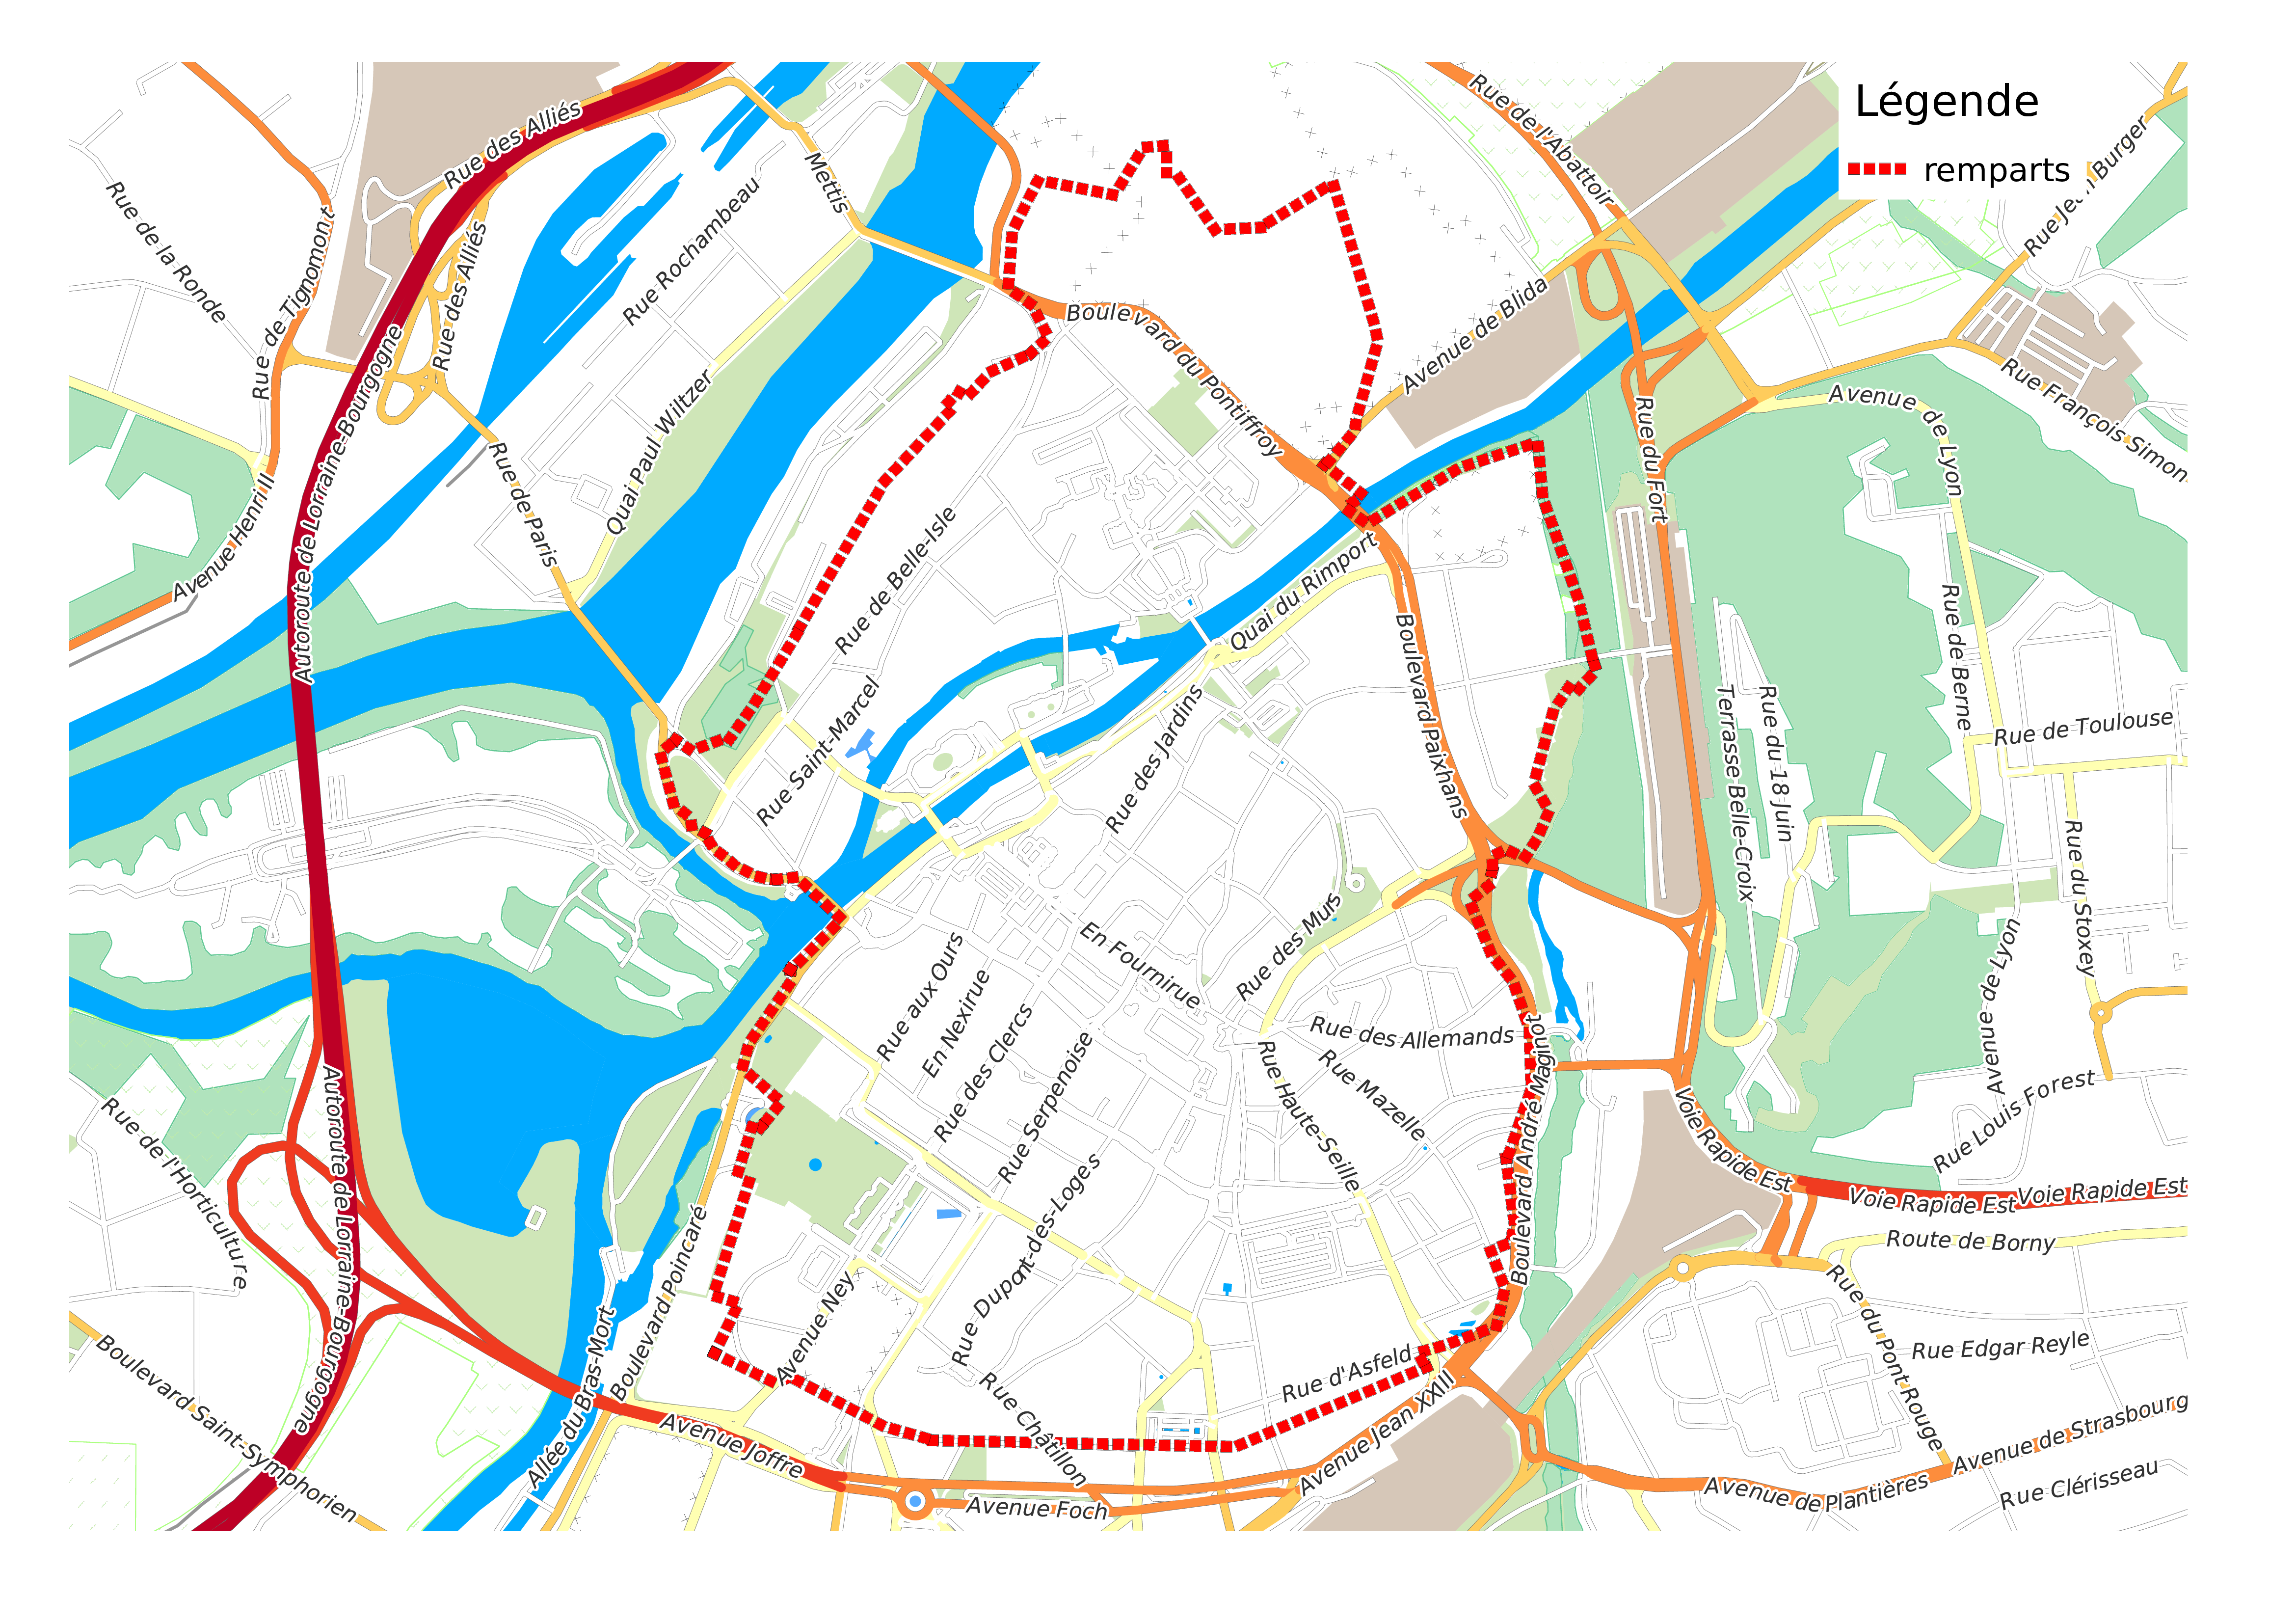 Légende
remparts
Rue de l'Abattoir
Rue des Alliés
Mettis
Rue de la Ronde
Rue Rochambeau
Rue de Tignomont
Rue des Alliés
Boulevard du Pontiffroy
Avenue de Blida
Rue Jean Burger
Rue François Simon
Avenue de Lyon
Rue du Fort
Quai Paul Wiltzer
Rue de Paris
Autoroute de Lorraine-Bourgogne
Avenue Henri II
Rue de Belle-Isle
Quai du Rimport
Boulevard Paixhans
Rue de Berne
Rue Saint-Marcel
Rue des Jardins
Terrasse Belle-Croix
Rue du 18 Juin
Rue de Toulouse
Rue du Stoxey
Rue aux Ours
En Nexirue
Rue des Clercs
En Fournirue
Rue des Murs
Rue des Allemands
Avenue de Lyon
Rue Serpenoise
Rue Haute-Seille
Rue Mazelle
Boulevard André Maginot
Voie Rapide Est
Rue Louis Forest
Rue de l'Horticulture
Autoroute de Lorraine-Bourgogne
Voie Rapide Est
Voie Rapide Est
Route de Borny
Boulevard Poincaré
Rue Dupont-des-Loges
Avenue Ney
Rue du Pont Rouge
Rue Edgar Reyle
Boulevard Saint-Symphorien
Allée du Bras-Mort
Rue d'Asfeld
Rue Châtillon
Avenue Joffre
Avenue Jean XXIII
Avenue Foch
Avenue de Plantières
Avenue de Strasbourg
Rue Clérisseau